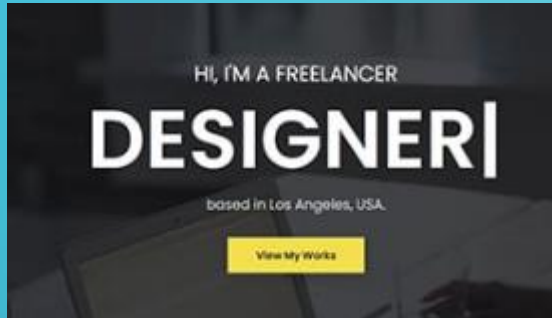 HI, I'M A FREELANCER
DESIGNER|
based in Los Angeles, USA.
View My Works